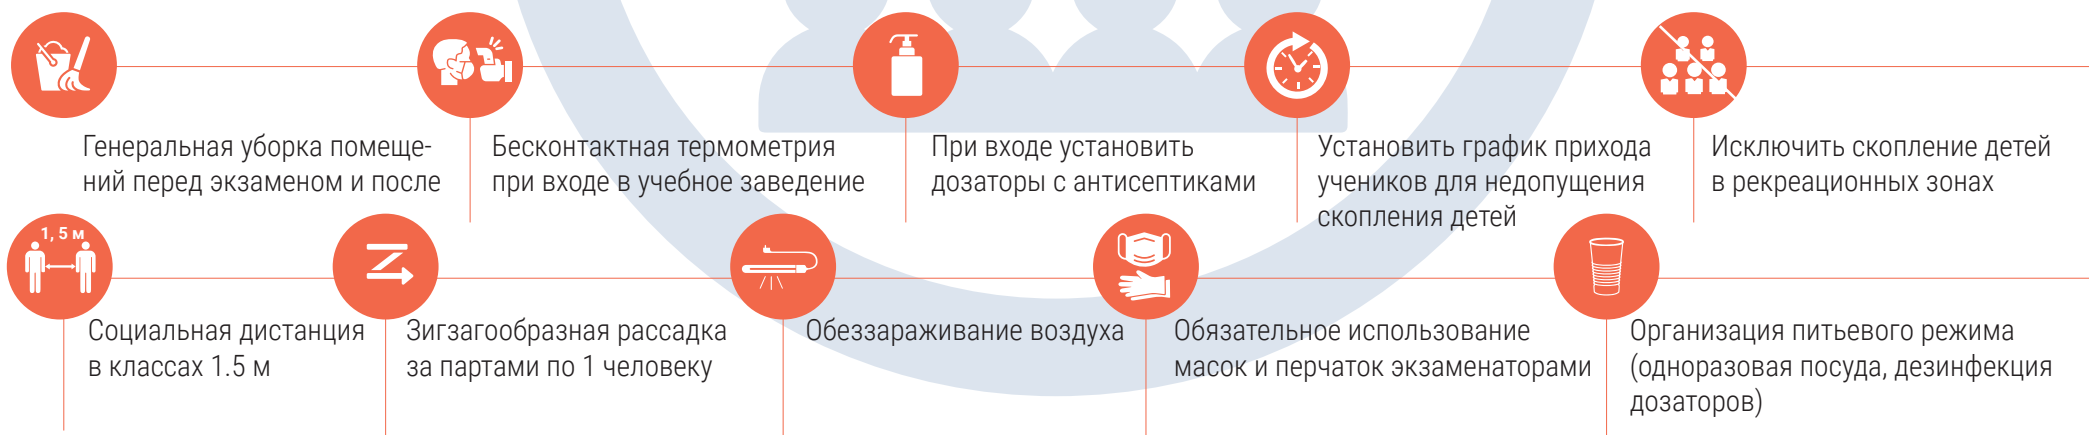 Генеральная уборка помеще-
ний перед экзаменом и после
Бесконтактная термометрия
при входе в учебное заведение
При входе установить
дозаторы с антисептиками
Установить график прихода
учеников для недопущения
скопления детей
Исключить скопление детей
в рекреационных зонах
1, 5 м
Социальная дистанция
в классах 1.5 м
Зигзагообразная рассадка
за партами по 1 человеку
Обеззараживание воздуха
Обязательное использование
масок и перчаток экзаменаторами
Организация питьевого режима
(одноразовая посуда, дезинфекция
дозаторов)